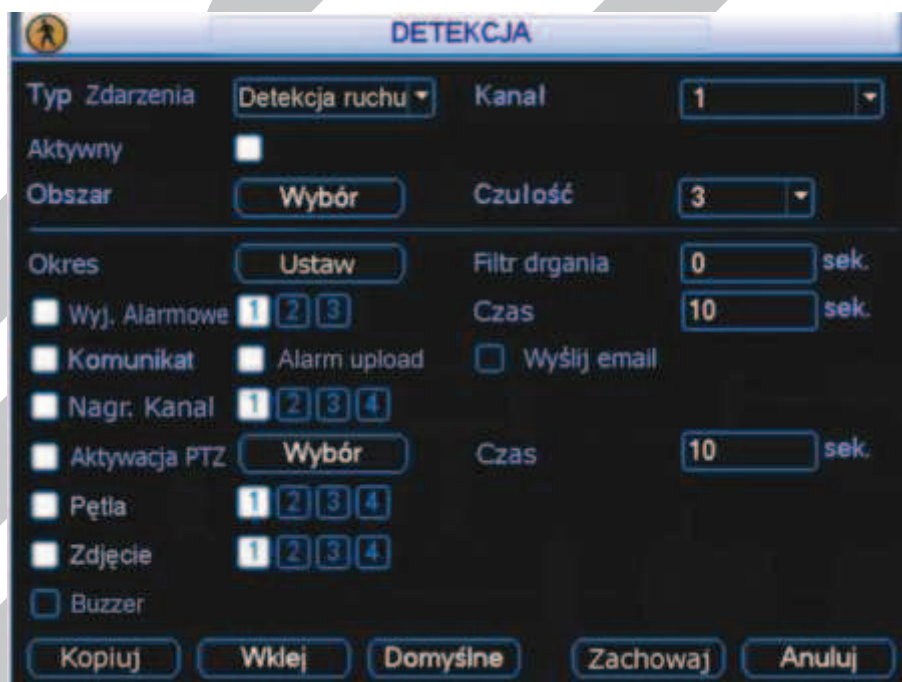 DETEKCJA
Typ Zdarzenia Detekcja ruchu Kanał 1
Aktywny
Obszar Wybór Czułość 3
Okres Ustaw Filtr drgania 0 sek.
Wyj. Alarmowe 1 2 3 Czas 10 sek.
Komunikat Alarm upload Wyślij email
Nagr. Kanał 1 2 3 4
Aktywacja PTZ Wybór Czas 10 sek.
Pętla 1 2 3 4
Zdjęcie 1 2 3 4
Buzzer
Kopiuj Wklej Domyślne Zachowaj Anuluj